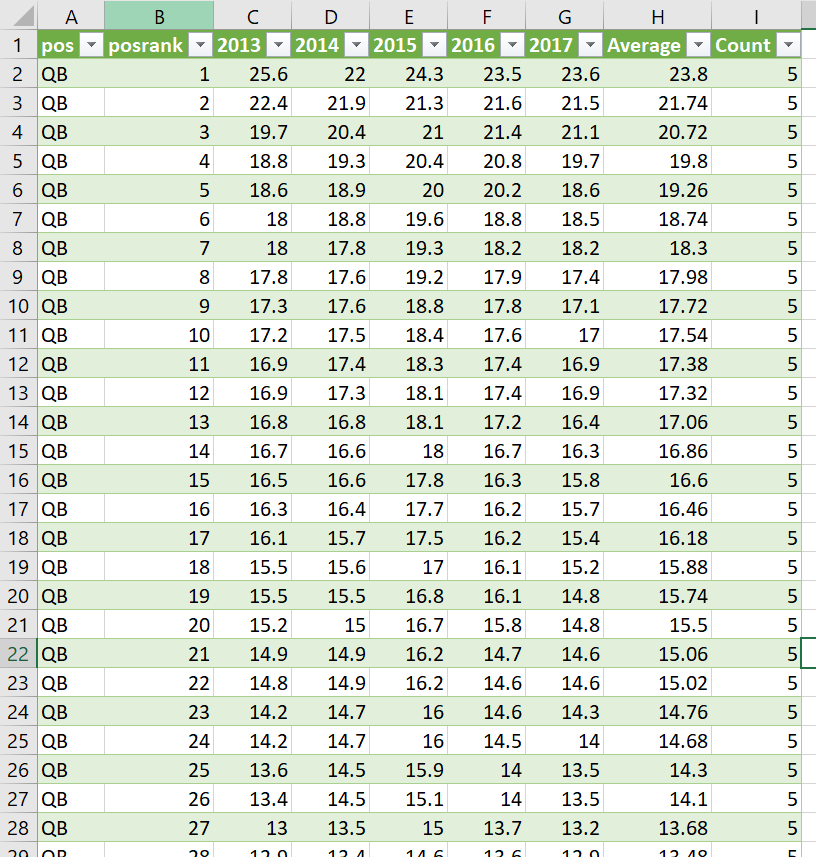 A B C D E F G H I
1 pos posrank 2013 2014 2015 2016 2017 Average Count
2 QB 1 25.6 22 24.3 23.5 23.6 23.8 5
3 QB 2 22.4 21.9 21.3 21.6 21.5 21.74 5
4 QB 3 19.7 20.4 21 21.4 21.1 20.72 5
5 QB 4 18.8 19.3 20.4 20.8 19.7 19.8 5
6 QB 5 18.6 18.9 20 20.2 18.6 19.26 5
7 QB 6 18 18.8 19.6 18.8 18.5 18.74 5
8 QB 7 18 17.8 19.3 18.2 18.2 18.3 5
9 QB 8 17.8 17.6 19.2 17.9 17.4 17.98 5
10 QB 9 17.3 17.6 18.8 17.8 17.1 17.72 5
11 QB 10 17.2 17.5 18.4 17.6 17 17.54 5
12 QB 11 16.9 17.4 18.3 17.4 16.9 17.38 5
13 QB 12 16.9 17.3 18.1 17.4 16.9 17.32 5
14 QB 13 16.8 16.8 18.1 17.2 16.4 17.06 5
15 QB 14 16.7 16.6 18 16.7 16.3 16.86 5
16 QB 15 16.5 16.6 17.8 16.3 15.8 16.6 5
17 QB 16 16.3 16.4 17.7 16.2 15.7 16.46 5
18 QB 17 16.1 15.7 17.5 16.2 15.4 16.18 5
19 QB 18 15.5 15.6 17 16.1 15.2 15.88 5
20 QB 19 15.5 15.5 16.8 16.1 14.8 15.74 5
21 QB 20 15.2 15 16.7 15.8 14.8 15.5 5
22 QB 21 14.9 14.9 16.2 14.7 14.6 15.06 5
23 QB 22 14.8 14.9 16.2 14.6 14.6 15.02 5
24 QB 23 14.2 14.7 16 14.6 14.3 14.76 5
25 QB 24 14.2 14.7 16 14.5 14 14.68 5
26 QB 25 13.6 14.5 15.9 14 13.5 14.3 5
27 QB 26 13.4 14.5 15.1 14 13.5 14.1 5
28 QB 27 13 13.5 15 13.7 13.2 13.68 5
29 QB 28 12.9 13.4 14.6 13.6 12.9 13.48 5